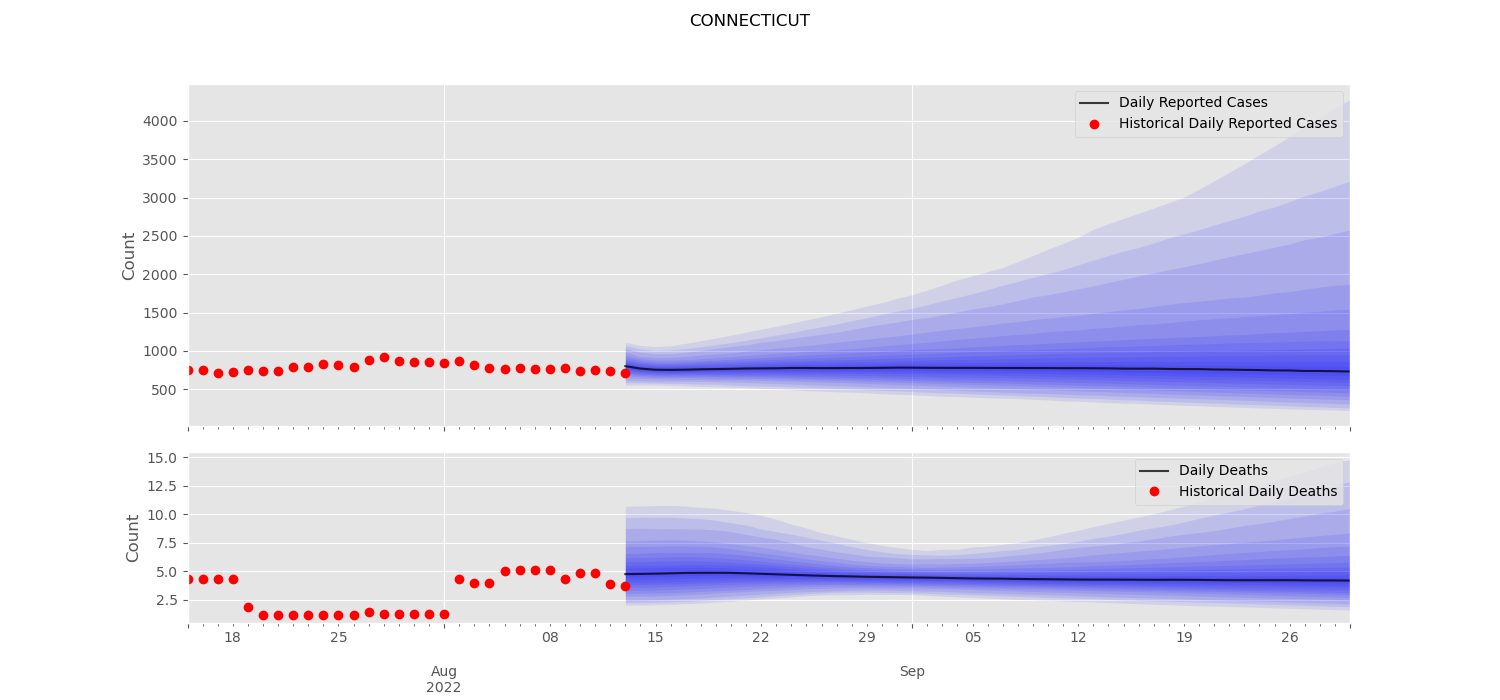 CONNECTICUT
4000
3500
3000
2500
2000
1500
1000
500
Count
Daily Reported Cases
Historical Daily Reported Cases
15.0
12.5
10.0
7.5
5.0
2.5
Count
Daily Deaths
Historical Daily Deaths
18 25 08 15 22 29 05 12 19 26
Aug Sep
2022